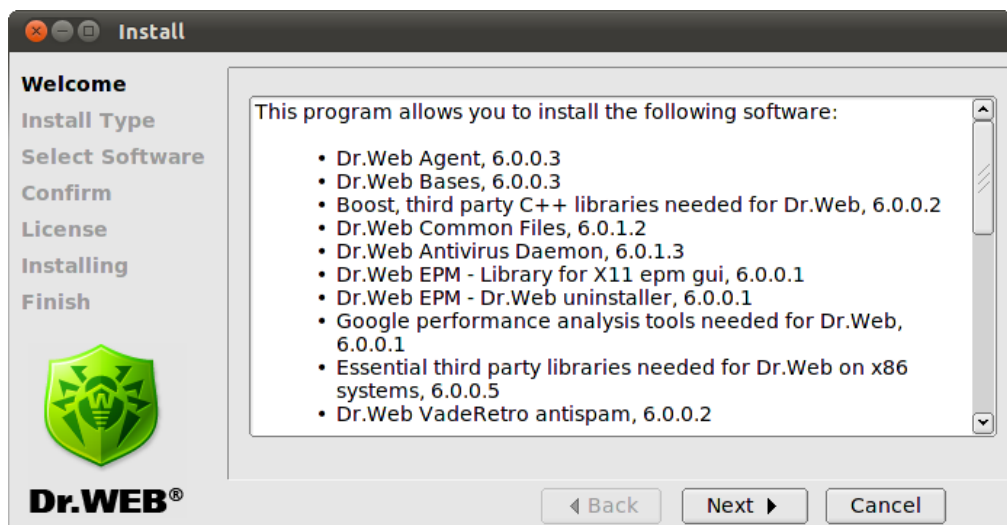 Install
Welcome
Install Type
Select Software
Confirm
License
Installing
Finish
Dr.WEB®
This program allows you to install the following software:
• Dr.Web Agent, 6.0.0.3
• Dr.Web Bases, 6.0.0.3
• Boost, third party C++ libraries needed for Dr.Web, 6.0.0.2
• Dr.Web Common Files, 6.0.1.2
• Dr.Web Antivirus Daemon, 6.0.1.3
• Dr.Web EPM - Library for X11 epm gui, 6.0.0.1
• Dr.Web EPM - Dr.Web uninstaller, 6.0.0.1
• Google performance analysis tools needed for Dr.Web,
6.0.0.1
• Essential third party libraries needed for Dr.Web on x86
systems, 6.0.0.5
• Dr.Web VadeRetro antispam, 6.0.0.2
Back
Next
Cancel